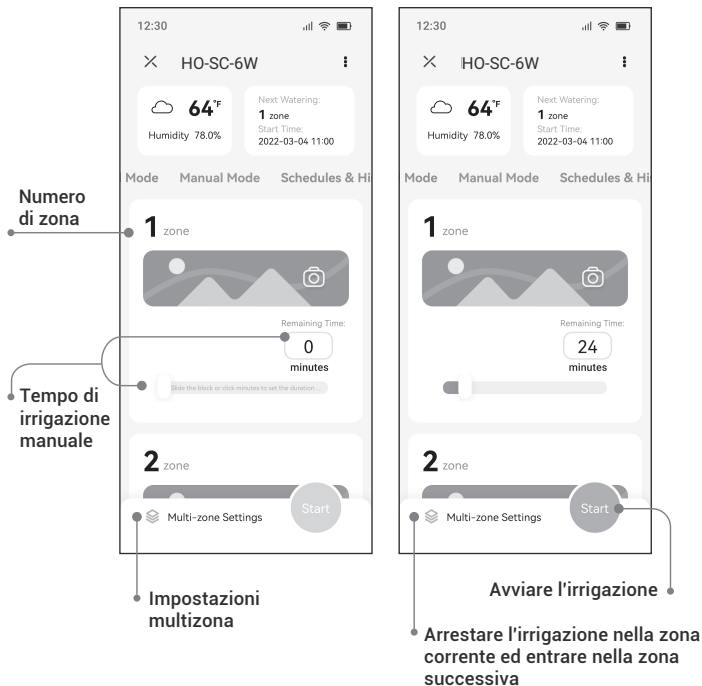 12:30
HO-SC-6W
64°F
Humidity 78.0%
Next Watering:
1 zone
Start Time:
2022-03-04 11:00
Mode Manual Mode Schedules & Hi
1 zone
Remaining Time:
0
minutes
Slide the block or click minutes to set the duration...
2 zone
Multi-zone Settings
Start
12:30
HO-SC-6W
64°F
Humidity 78.0%
Next Watering:
1 zone
Start Time:
2022-03-04 11:00
Mode Manual Mode Schedules & Hi
1 zone
Remaining Time:
24
minutes
2 zone
Multi-zone Settings
Start
Numero
di zona
Tempo di
irrigazione
manuale
Impostazioni
multizona
Avviare l'irrigazione
Arrestare l'irrigazione nella zona
corrente ed entrare nella zona
successiva